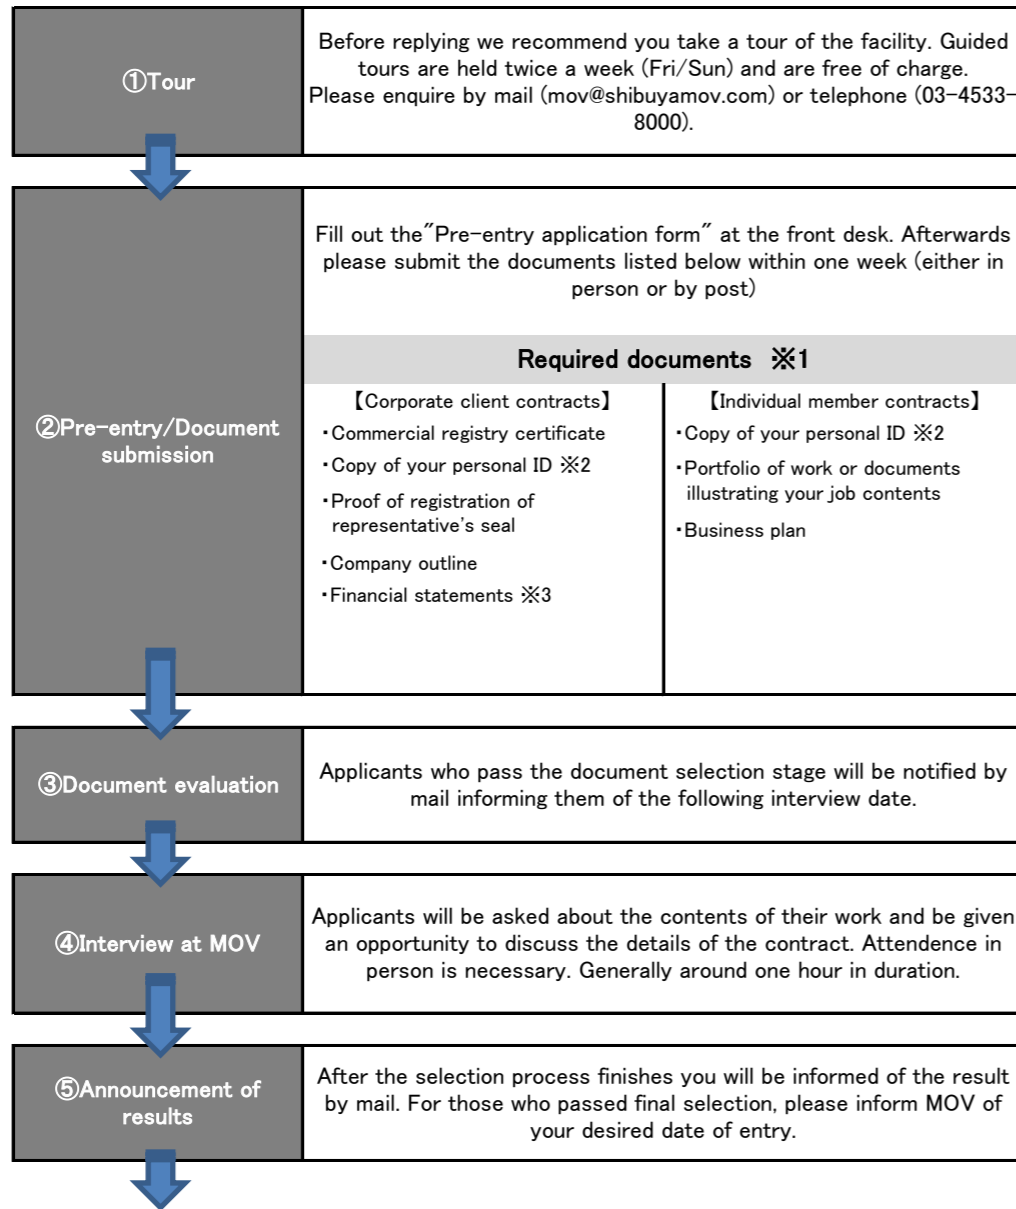 ①Tour
Before replying we recommend you take a tour of the facility. Guided
tours are held twice a week (Fri/Sun) and are free of charge.
Please enquire by mail (mov@shibuyamov.com) or telephone (03-4533-
8000).
②Pre-entry/Document
submission
Fill out the"Pre-entry application form" at the front desk. Afterwards
please submit the documents listed below within one week (either in
person or by post)
Required documents ※1
【Corporate client contracts】
・Commercial registry certificate
・Copy of your personal ID ※2
・Proof of registration of
representative's seal
・Company outline
・Financial statements ※3
【Individual member contracts】
・Copy of your personal ID ※2
・Portfolio of work or documents
illustrating your job contents
・Business plan
③Document evaluation
Applicants who pass the document selection stage will be notified by
mail informing them of the following interview date.
④Interview at MOV
Applicants will be asked about the contents of their work and be given
an opportunity to discuss the details of the contract. Attendence in
person is necessary. Generally around one hour in duration.
⑤Announcement of
results
After the selection process finishes you will be informed of the result
by mail. For those who passed final selection, please inform MOV of
your desired date of entry.